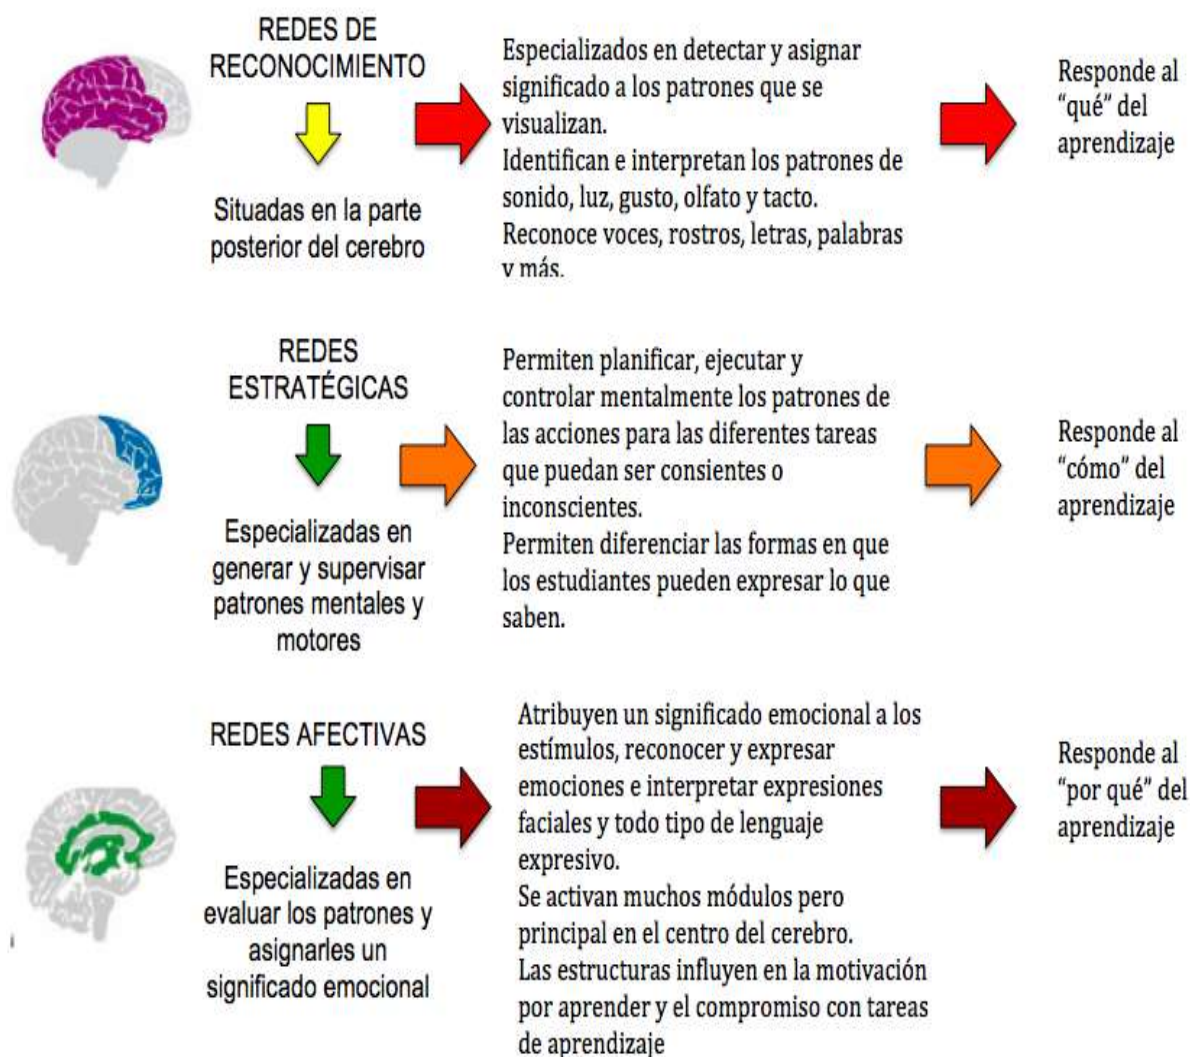 REDES DE
RECONOCIMIENTO
Situadas en la parte
posterior del cerebro
Especializados en detectar y asignar
significado a los patrones que se
visualizan.
Identifican e interpretan los patrones de
sonido, luz, gusto, olfato y tacto.
Reconoce voces, rostros, letras, palabras
y más.
Responde al
“qué” del
aprendizaje
REDES
ESTRATÉGICAS
Especializadas en
generar y supervisar
patrones mentales y
motores
Permiten planificar, ejecutar y
controlar mentalmente los patrones de
las acciones para las diferentes tareas
que puedan ser consientes o
inconscientes.
Permiten diferenciar las formas en que
los estudiantes pueden expresar lo que
saben.
Responde al
“cómo” del
aprendizaje
REDES AFECTIVAS
Especializadas en
evaluar los patrones y
asignarles un
significado emocional
Atribuyen un significado emocional a los
estímulos, reconocer y expresar
emociones e interpretar expresiones
faciales y todo tipo de lenguaje
expresivo.
Se activan muchos módulos pero
principal en el centro del cerebro.
Las estructuras influyen en la motivación
por aprender y el compromiso con tareas
de aprendizaje
Responde al
“por qué” del
aprendizaje